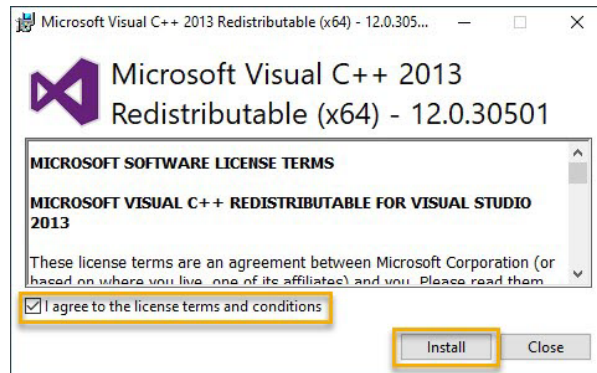 Microsoft Visual C++ 2013 Redistributable (x64) - 12.0.305...
Microsoft Visual C++ 2013
Redistributable (x64) - 12.0.30501
MICROSOFT SOFTWARE LICENSE TERMS
MICROSOFT VISUAL C++ REDISTRIBUTABLE FOR VISUAL STUDIO
2013
These license terms are an agreement between Microsoft Corporation (or
based on where you live, one of its affiliates) and you. Please read them.
I agree to the license terms and conditions
Install Close